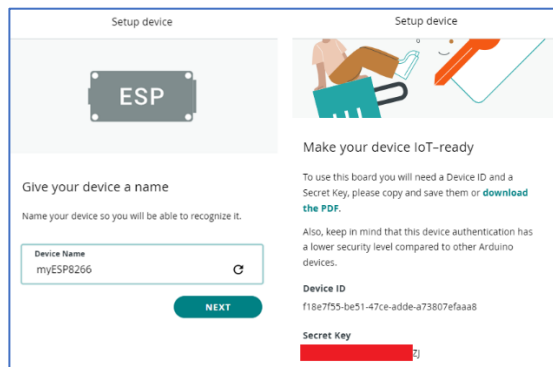 Setup device
ESP
Give your device a name
Name your device so you will be able to recognize it.
Device Name
myESP8266
NEXT
Setup device
Make your device IoT-ready
To use this board you will need a Device ID and a
Secret Key, please copy and save them or download
the PDF.
Also, keep in mind that this device authentication has
a lower security level compared to other Arduino
devices.
Device ID
f18e7f55-be51-47ce-adde-a73807efaaa8
Secret Key
ZJ